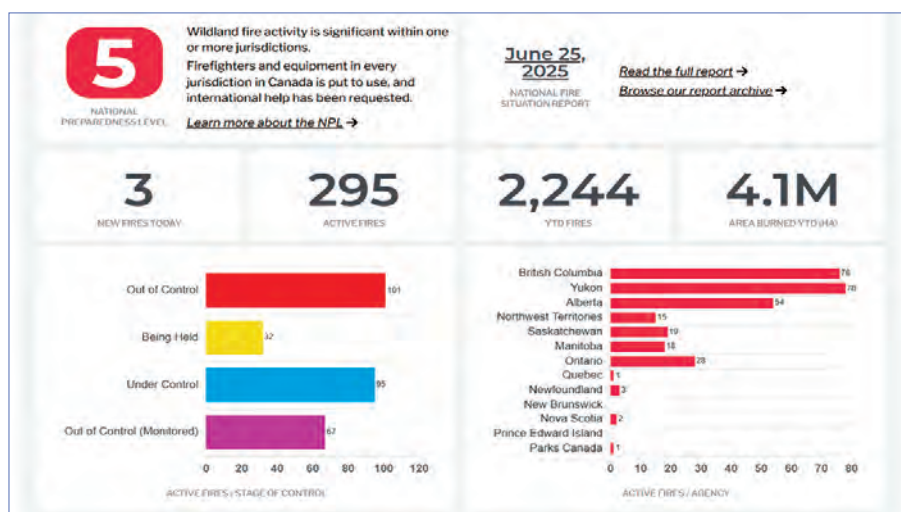 5
NATIONAL
PREPAREDNESS LEVEL
Wildland fire activity is significant within one
or more jurisdictions.
Firefighters and equipment in every
jurisdiction in Canada is put to use, and
international help has been requested.
Learn more about the NPL →
June 25,
2025
NATIONAL FIRE
SITUATION REPORT
Read the full report →
Browse our report archive →
3
NEW FIRES TODAY
295
ACTIVE FIRES
2,244
YTD FIRES
4.1M
AREA BURNED YTD (HA)
Out of Control 101
Being Held 32
Under Control 95
Out of Control (Monitored) 67
0 20 40 60 80 100 120
ACTIVE FIRES / STAGE OF CONTROL
British Columbia 76
Yukon 78
Alberta 54
Northwest Territories 15
Saskatchewan 19
Manitoba 18
Ontario 28
Quebec 1
Newfoundland 3
New Brunswick
Nova Scotia 2
Prince Edward Island
Parks Canada 1
0 10 20 30 40 50 60 70 80
ACTIVE FIRES / AGENCY